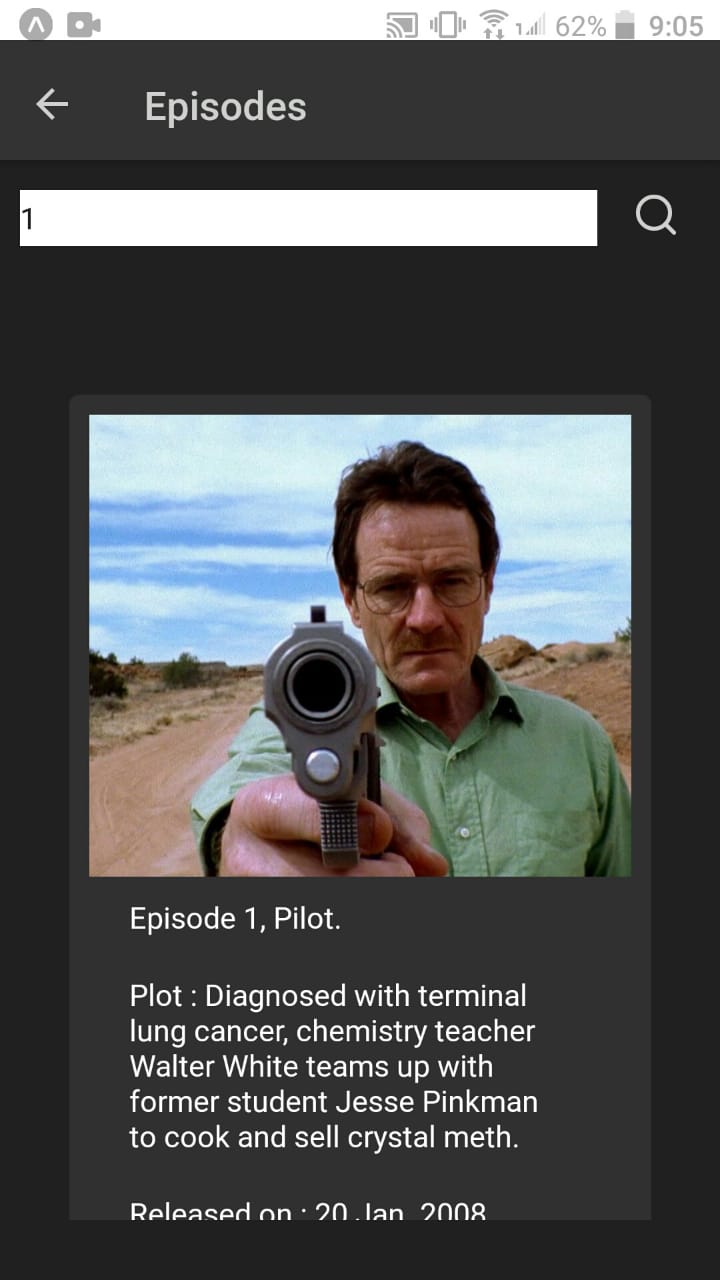 62% 9:05
Episodes
1
Episode 1, Pilot.
Plot : Diagnosed with terminal
lung cancer, chemistry teacher
Walter White teams up with
former student Jesse Pinkman
to cook and sell crystal meth.
Released on : 20 Jan, 2008